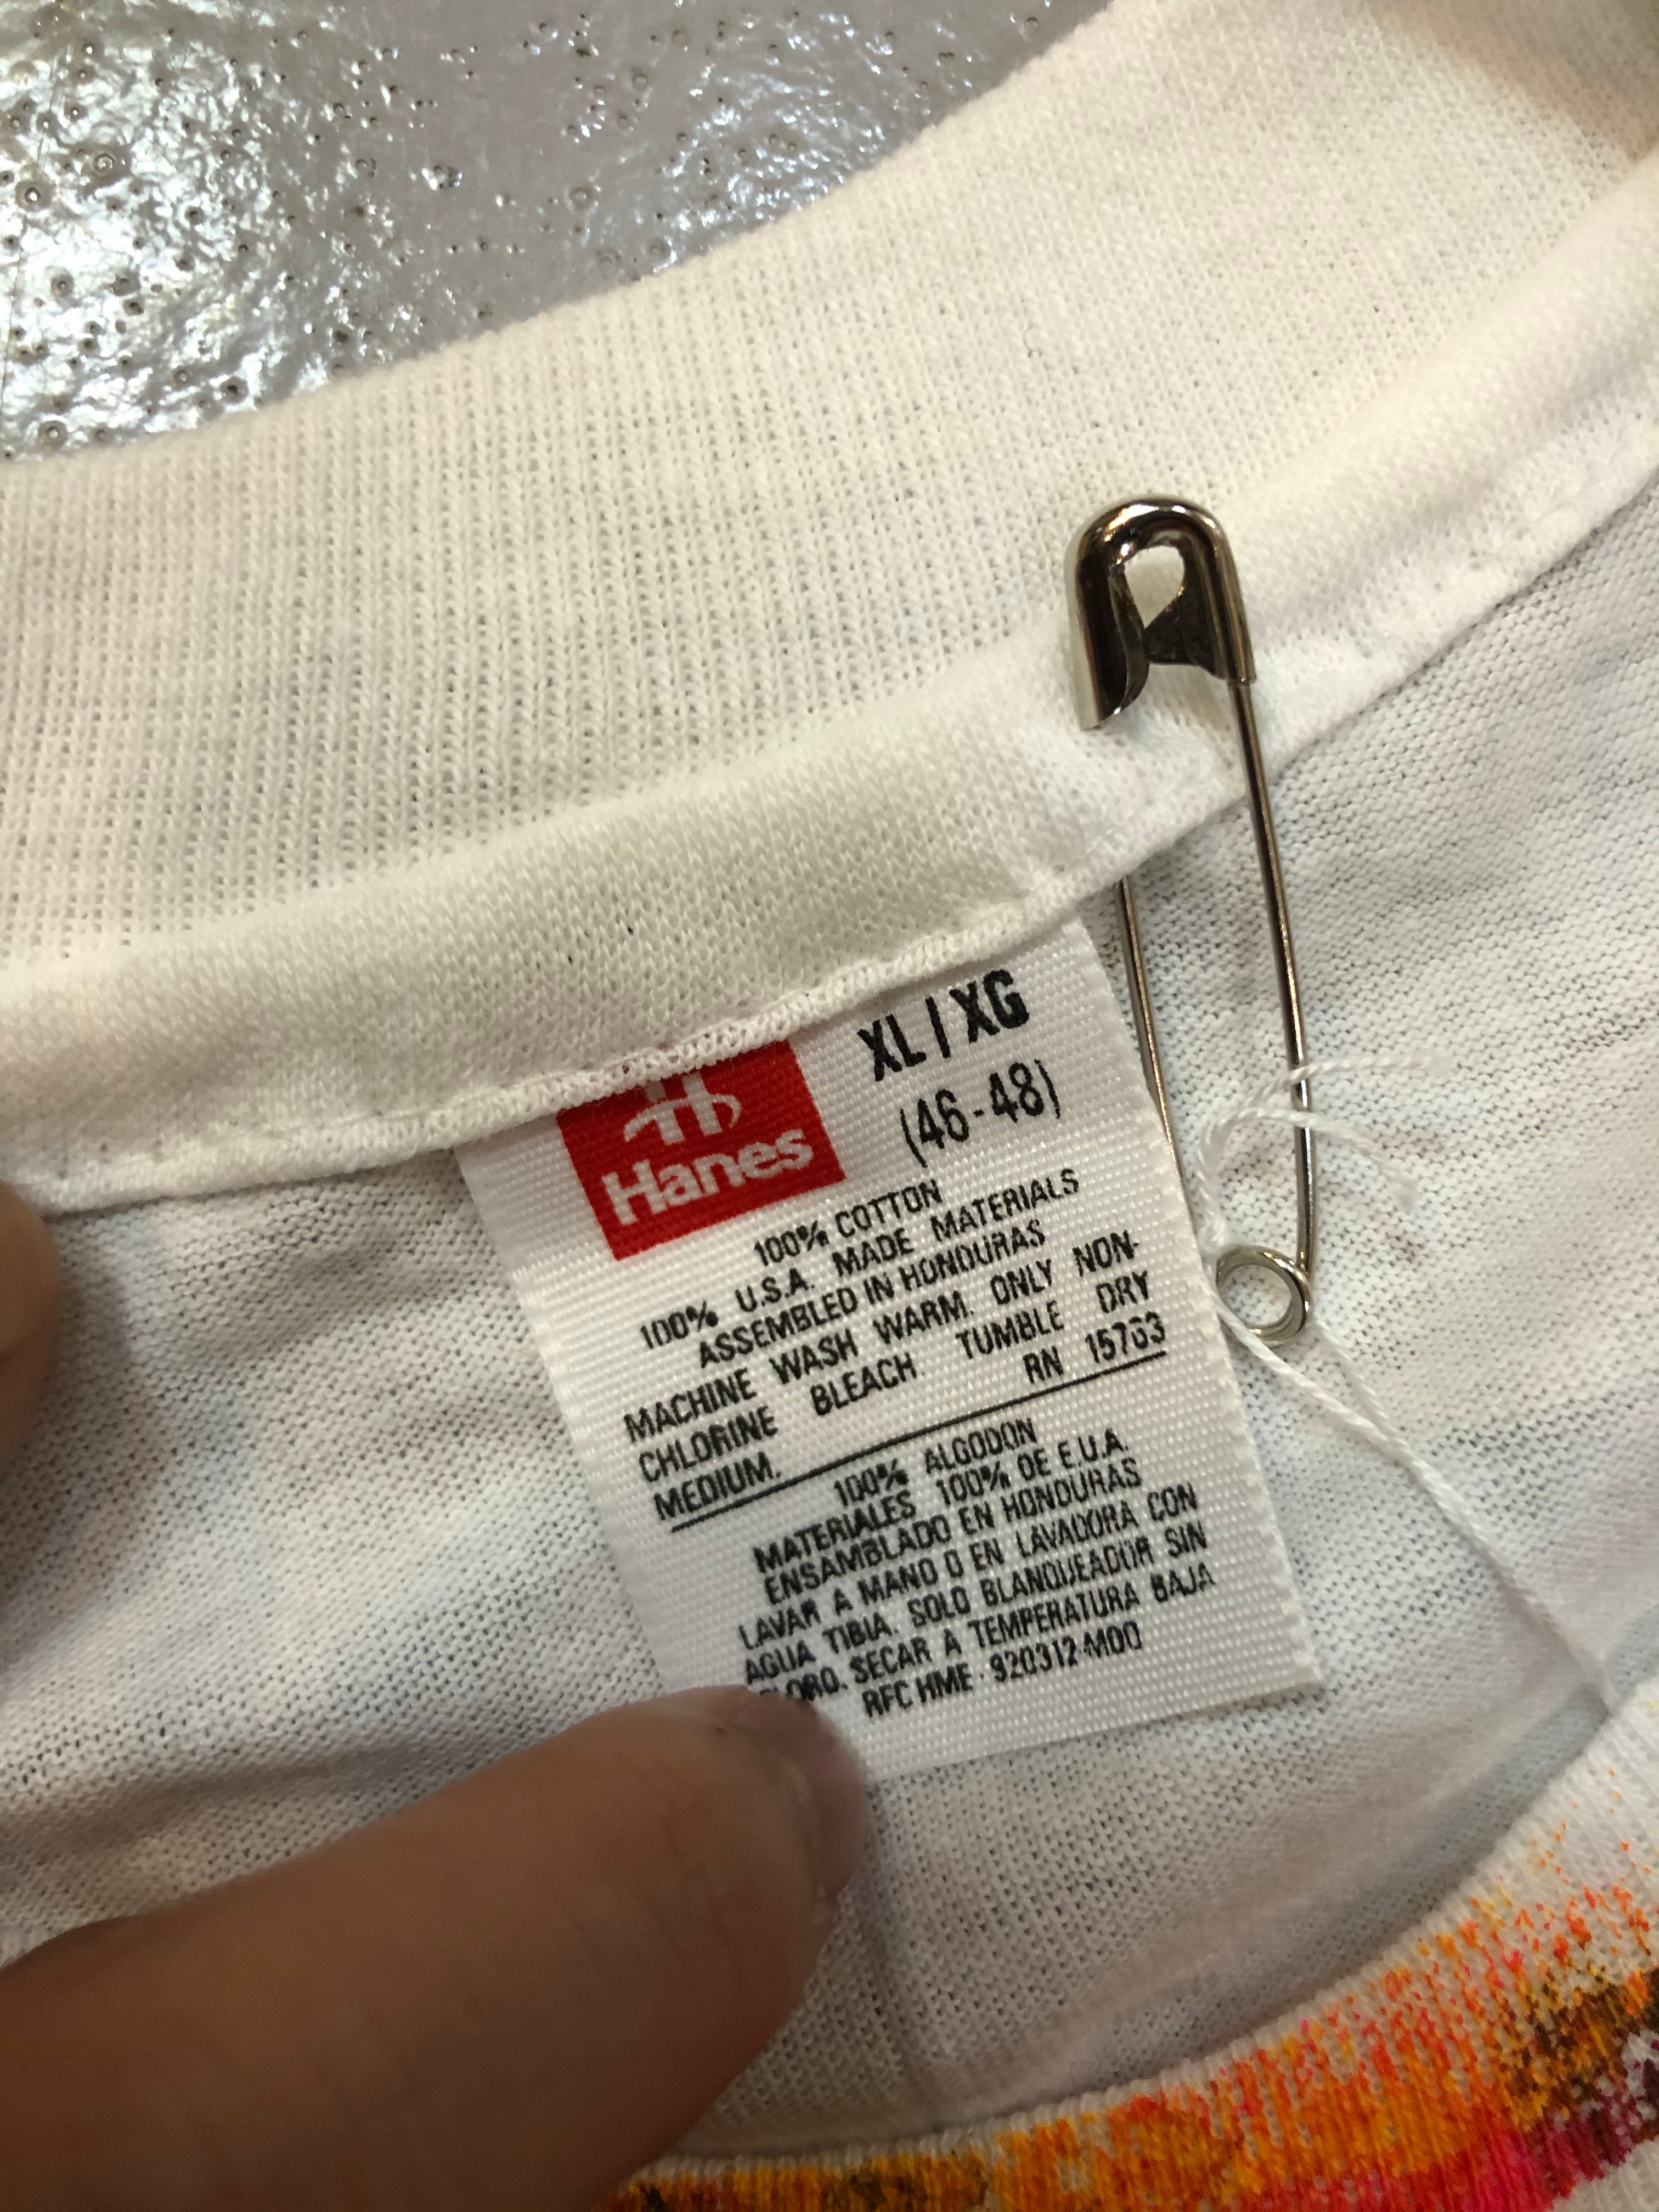 XL / XG
(46-48)
Hanes
100% COTTON
100% U.S.A. MADE MATERIALS
ASSEMBLED IN HONDURAS
MACHINE WASH WARM. ONLY NON-
CHLORINE BLEACH. TUMBLE DRY
MEDIUM. RN 15763
100% ALGODON
MATERIALES 100% DE E.U.A.
ENSAMBLADO EN HONDURAS
LAVAR A MANO O EN LAVADORA CON
AGUA TIBIA. SOLO BLANQUEADOR SIN
SECAR A TEMPERATURA BAJA
RFC HME - 920312-M00